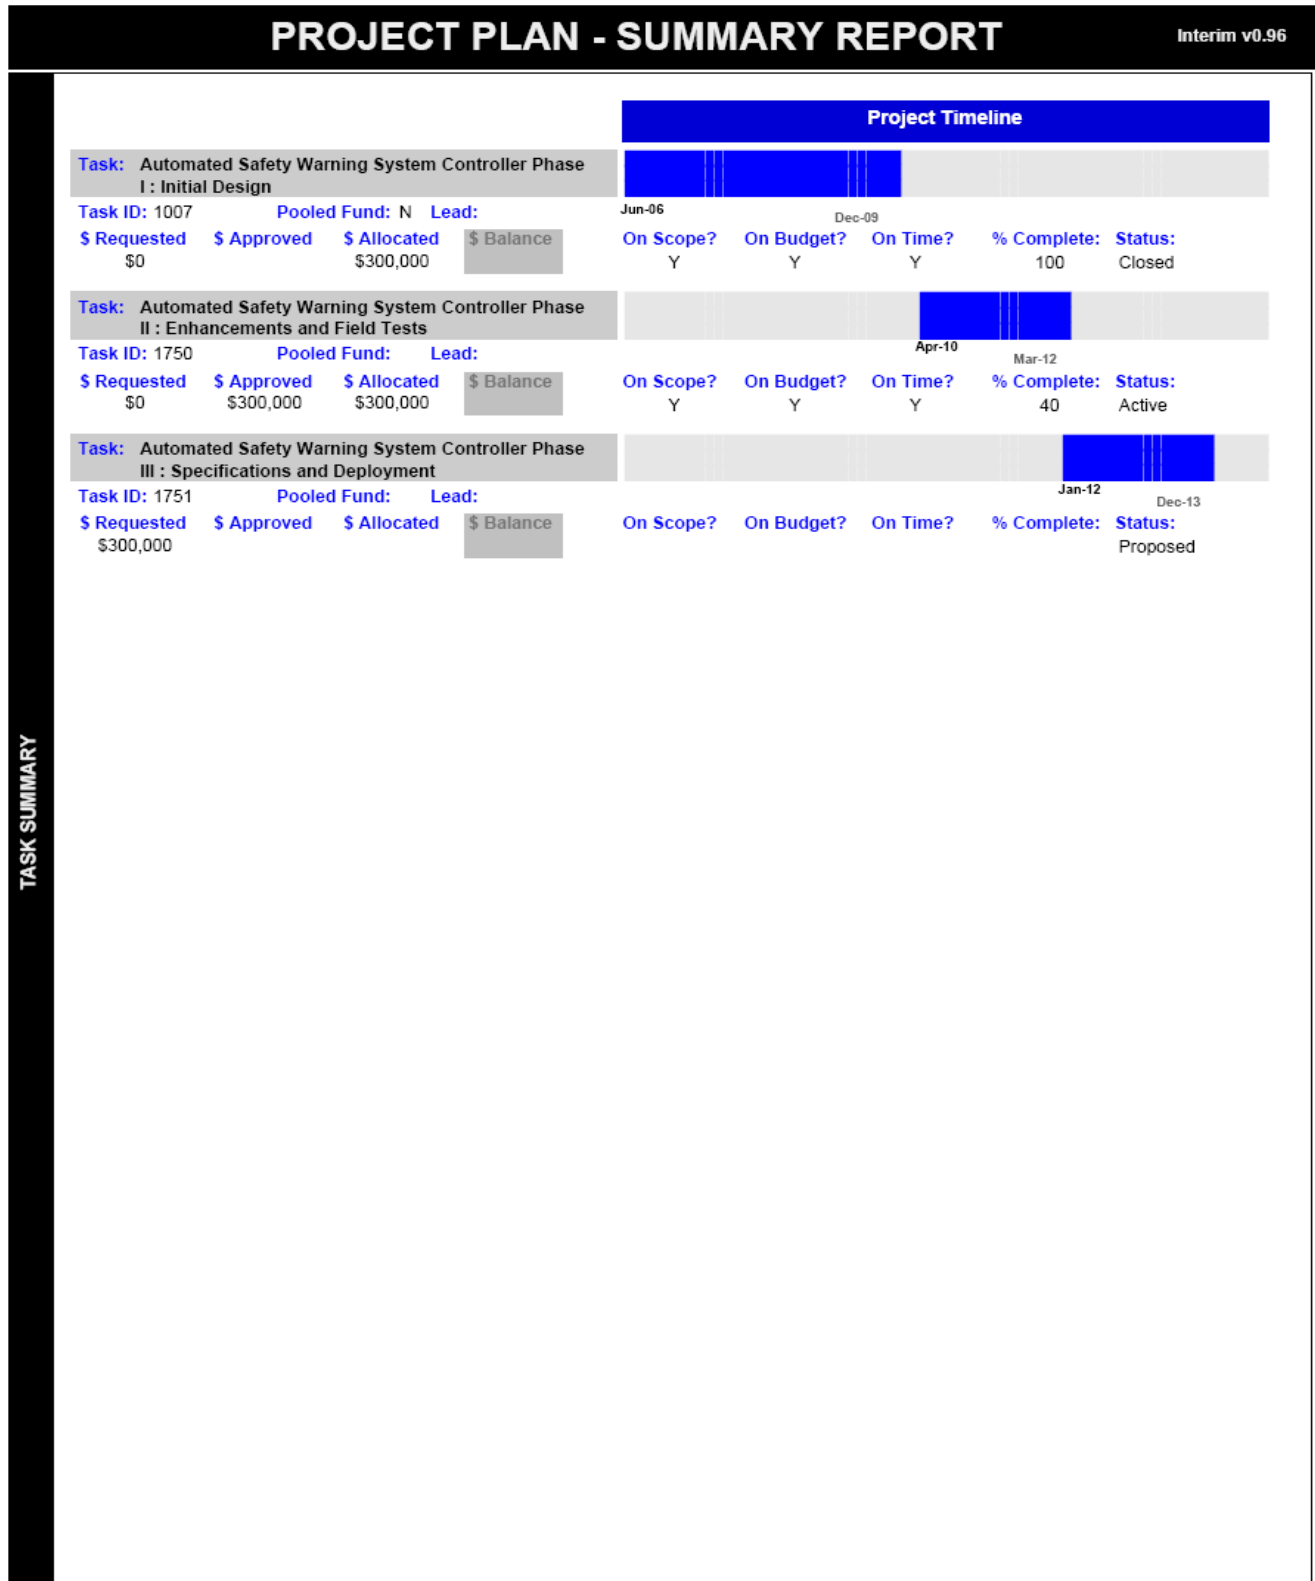 PROJECT PLAN - SUMMARY REPORT Interim v0.96
Project Timeline
Task: Automated Safety Warning System Controller Phase
I : Initial Design
Jun-06
Dec-09
Task ID: 1007 Pooled Fund: N Lead:
$ Requested $ Approved $ Allocated $ Balance On Scope? On Budget? On Time? % Complete: Status:
$0 $300,000 Y Y Y 100 Closed
Task: Automated Safety Warning System Controller Phase
II : Enhancements and Field Tests
Apr-10
Mar-12
Task ID: 1750 Pooled Fund: Lead:
$ Requested $ Approved $ Allocated $ Balance On Scope? On Budget? On Time? % Complete: Status:
$0 $300,000 $300,000 Y Y Y 40 Active
Task: Automated Safety Warning System Controller Phase
III : Specifications and Deployment
Jan-12
Dec-13
Task ID: 1751 Pooled Fund: Lead:
$ Requested $ Approved $ Allocated $ Balance On Scope? On Budget? On Time? % Complete: Status:
$300,000 Proposed
TASK SUMMARY